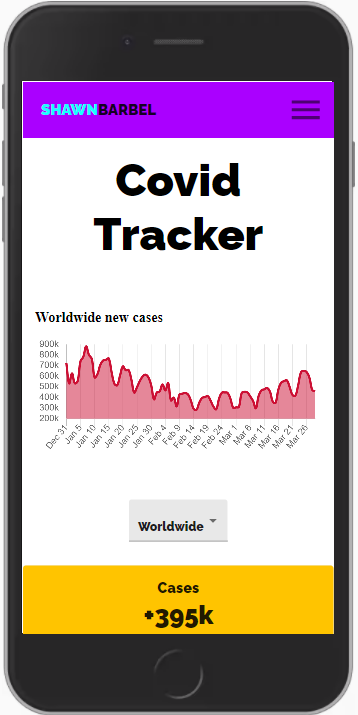 SHAWNBARBEL
Covid
Tracker
Worldwide new cases
900k
800k
700k
600k
500k
400k
300k
200k
Dec 31
Jan 5
Jan 10
Jan 15
Jan 20
Jan 25
Jan 30
Feb 4
Feb 9
Feb 14
Feb 19
Feb 24
Mar 1
Mar 6
Mar 11
Mar 16
Mar 21
Mar 26
Worldwide
Cases
+395k